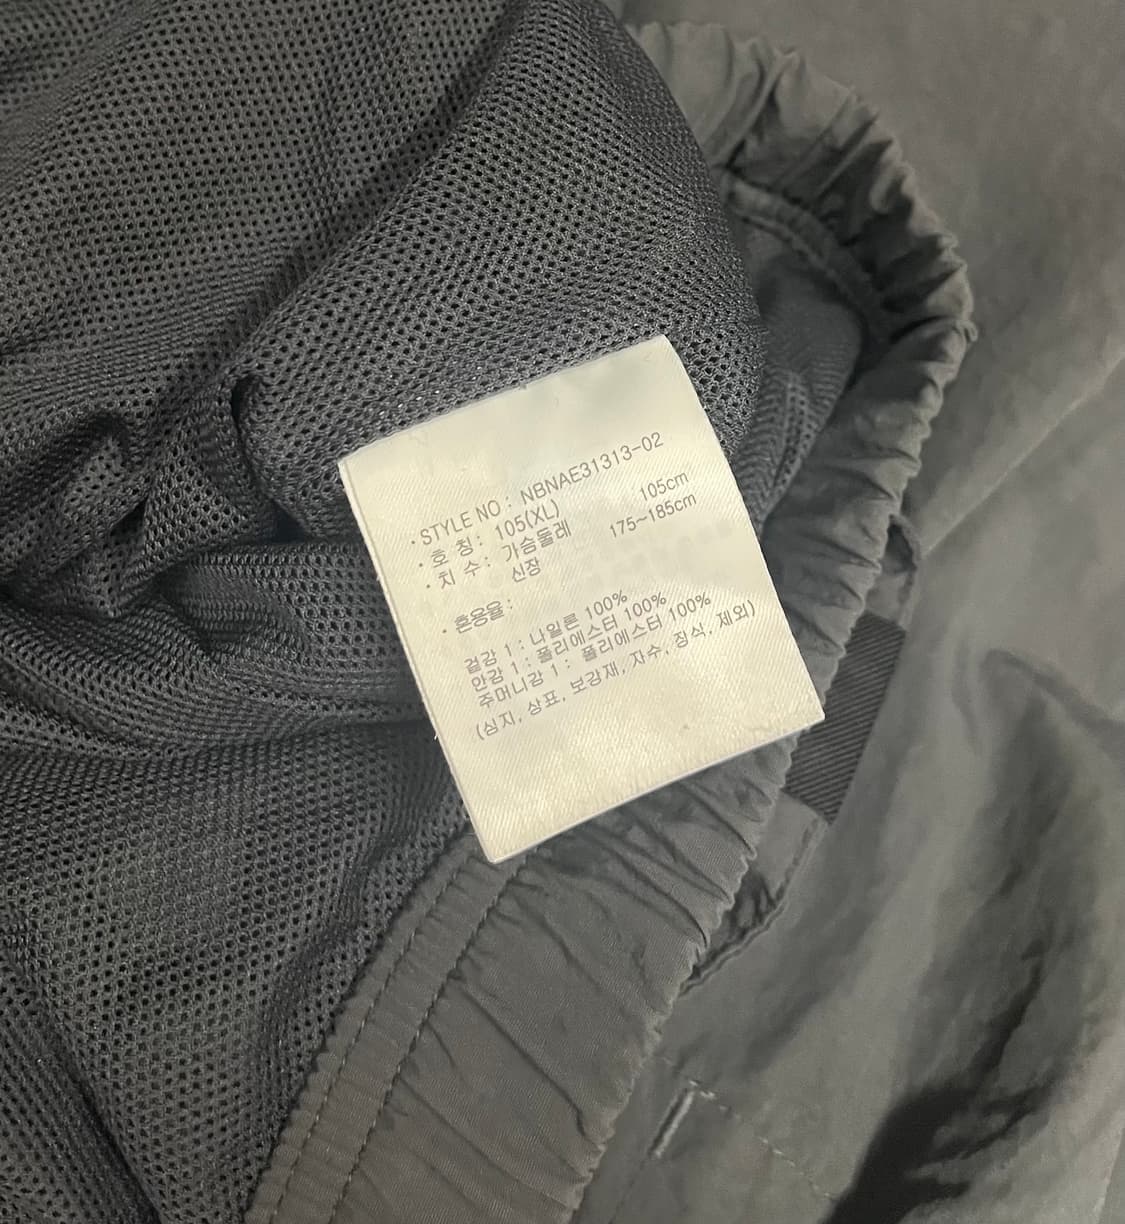 · STYLE NO : NBNAE31313-02
· 호 칭 : 105(XL)
· 치 수 : 가슴둘레 105cm
신장 175~185cm
· 혼용율 :
겉감 1 : 나일론 100%
안감 1 : 폴리에스터 100%
주머니감 1 : 폴리에스터 100%
(심지, 상표, 보강재, 자수, 장식, 제외)